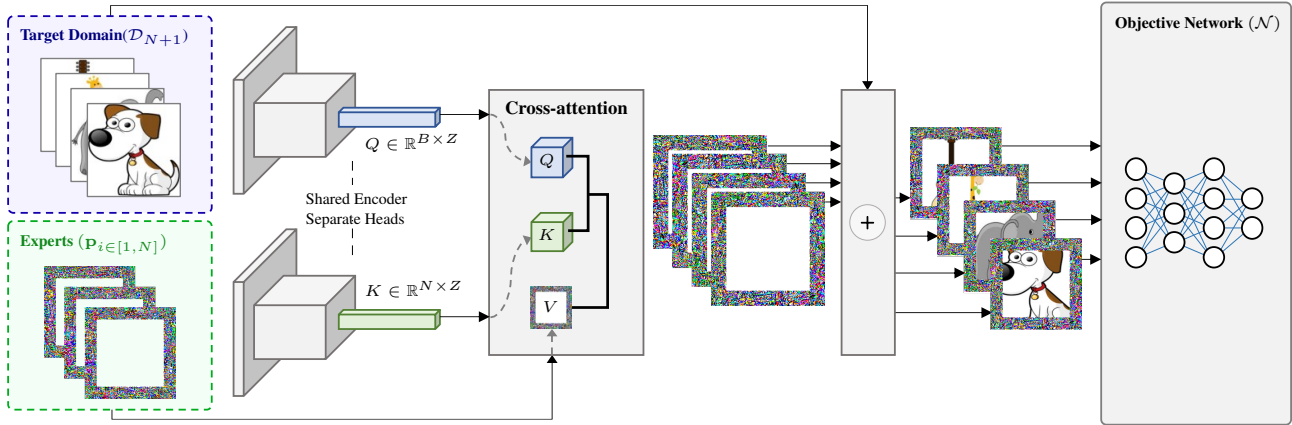 Target Domain(𝒟_{N+1})
Q ∈ ℝ^{B×Z}
Shared Encoder
Separate Heads
Experts (𝐩_{i∈[1,N]})
K ∈ ℝ^{N×Z}
Cross-attention
Q
K
V
+
Objective Network (𝒩)